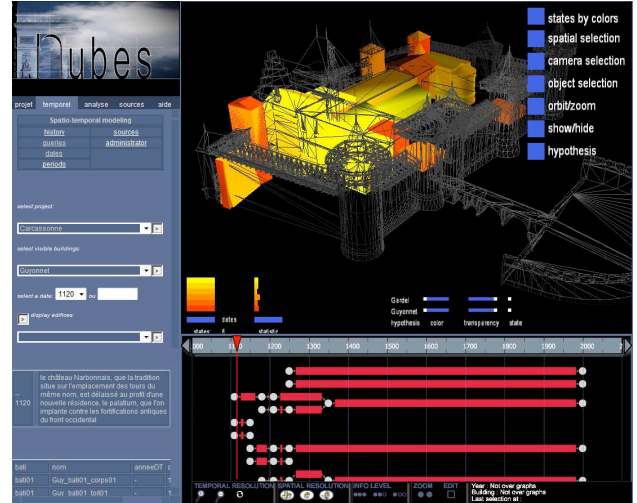 nubes
projet temporel analyse sources aide
Spatio-temporal modeling
history sources
queries administrator
dates
periods
select project:
Carcassonne
select visible buildings:
Guyonnet
select a date: 1120 ou
display edifices:
-- 1120
le château Narbonnais, que la tradition
situe sur l'emplacement des tours du
même nom, est délaissé au profit d'une
nouvelle résidence, le palatium, que l'on
implante contre les fortifications antiques
du front occidental
bati nom anneeDT
bati01 Guy_bati01_corps01 -
bati01 Guy_bati01_toit01 -
states by colors
spatial selection
camera selection
object selection
orbit/zoom
show/hide
hypothesis
dates
states:
Gardel
Guyonnet
hypothesis color transparency state
000 1100 1200 1300 1400 1500 1600 1700 1800 1900 2000
TEMPORAL RESOLUTION SPATIAL RESOLUTION INFO LEVEL ZOOM EDIT
Year : Not over graphs
Building : Not over graphs
Last selection at :